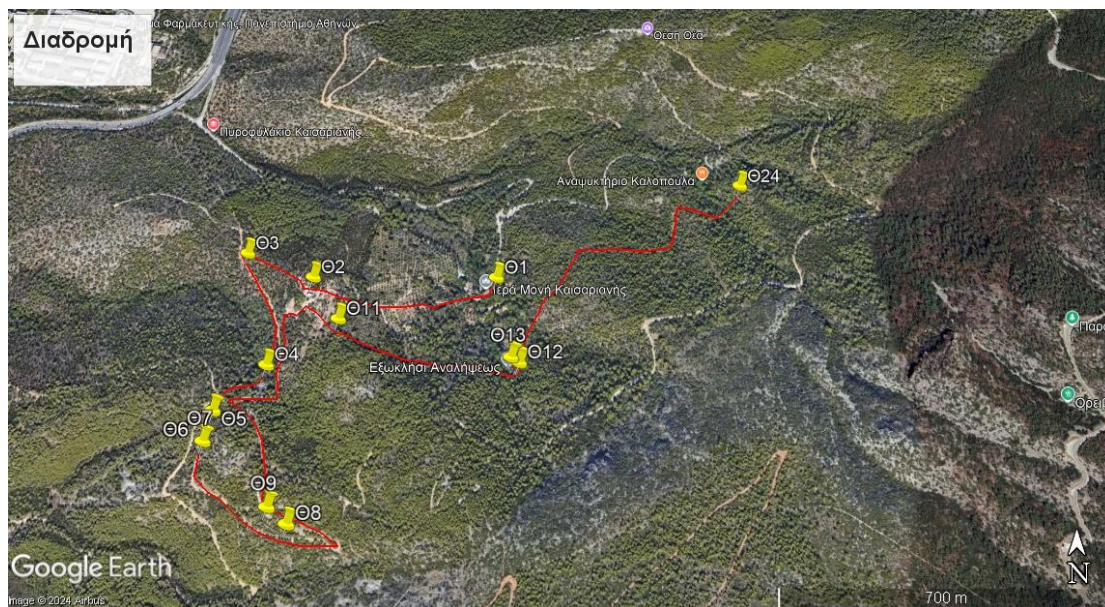 Διαδρομή
Φαρμακευτικής, Πανεπιστήμιο Αθηνών
Θέση Θέα
Πυροφυλάκιο Καισαριανής
Αναψυκτήριο Καλοπούλα
Θ24
Θ3
Θ2
Θ1
Ιερά Μονή Καισαριανής
Θ11
Θ13
Θ12
Εξωκλήσι Αναλήψεως
Θ4
Θ7
Θ5
Θ6
Θ9
Θ8
Google Earth
Image © 2024 Airbus
700 m
N